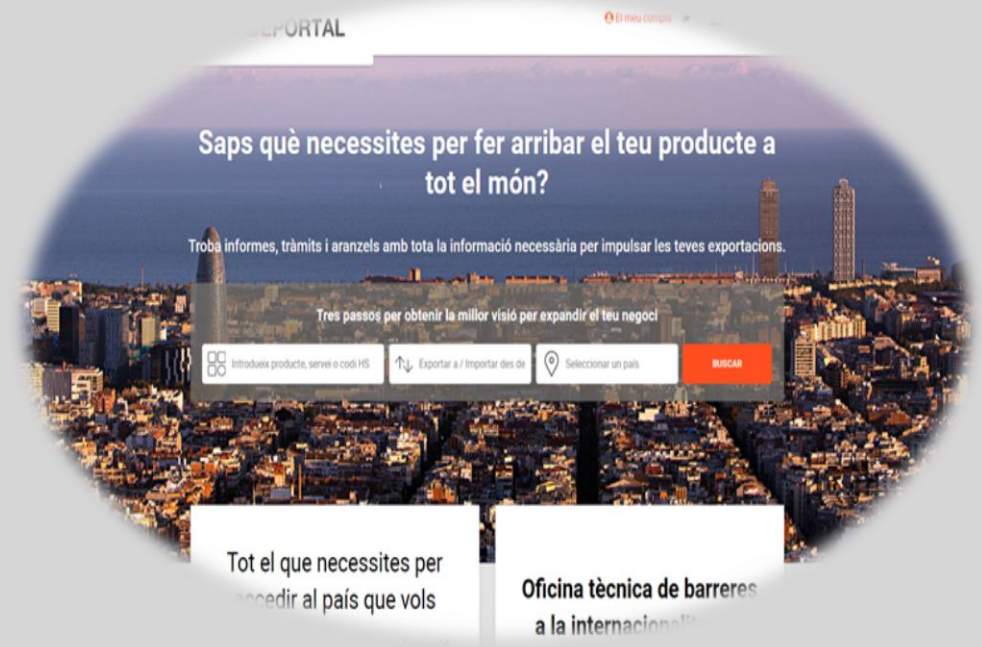 PORTAL
El meu compte
Saps què necessites per fer arribar el teu producte a
tot el món?
Troba informes, tràmits i aranzels amb tota la informació necessària per impulsar les teves exportacions.
Tres passos per obtenir la millor visió per expandir el teu negoci
Introdueix producte, servei o codi HS
Exportar a / Importar des de
Seleccionar un país
BUSCAR
Tot el que necessites per
accedir al país que vols
Oficina tècnica de barreres
a la